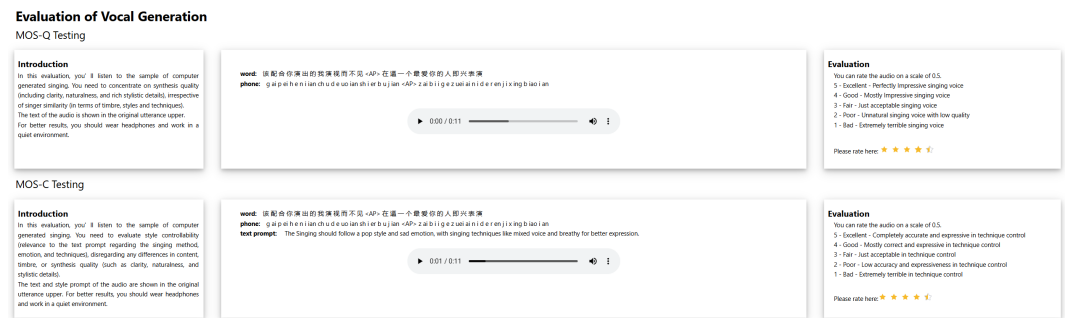 Evaluation of Vocal Generation
MOS-Q Testing
Introduction
In this evaluation, you' ll listen to the sample of computer
generated singing. You need to concentrate on synthesis quality
(including clarity, naturalness, and rich stylistic details), irrespective
of singer similarity (in terms of timbre, styles and techniques).
The text of the audio is shown in the original utterance upper.
For better results, you should wear headphones and work in a
quiet environment.
word: 该配合你演出的我演视而不见 <AP> 在逼一个最爱你的人即兴表演
phone: g ai p ei h e n i ian ch u d e uo ian sh i er b u j ian <AP> z ai b i i g e z uei ai n i d e r en j i x ing b iao i an
0:00 / 0:11
Evaluation
You can rate the audio on a scale of 0.5.
5 - Excellent - Perfectly Impressive singing voice
4 - Good - Mostly Impressive singing voice
3 - Fair - Just acceptable singing voice
2 - Poor - Unnatural singing voice with low quality
1 - Bad - Extremely terrible singing voice
Please rate here:
MOS-C Testing
Introduction
In this evaluation, you' ll listen to the sample of computer
generated singing. You need to evaluate style controllability
(relevance to the text prompt regarding the singing method,
emotion, and techniques), disregarding any differences in content,
timbre, or synthesis quality (such as clarity, naturalness, and
stylistic details).
The text and style prompt of the audio are shown in the original
utterance upper. For better results, you should wear headphones
and work in a quiet environment.
word: 该配合你演出的我演视而不见 <AP> 在逼一个最爱你的人即兴表演
phone: g ai p ei h e n i ian ch u d e uo ian sh i er b u j ian <AP> z ai b i i g e z uei ai n i d e r en j i x ing b iao i an
text prompt: The Singing should follow a pop style and sad emotion, with singing techniques like mixed voice and breathy for better expression.
0:01 / 0:11
Evaluation
You can rate the audio on a scale of 0.5.
5 - Excellent - Completely accurate and expressive in technique control
4 - Good - Mostly correct and expressive in technique control
3 - Fair - Just acceptable in technique control
2 - Poor - Low accuracy and expressiveness in technique control
1 - Bad - Extremely terrible in technique control
Please rate here: